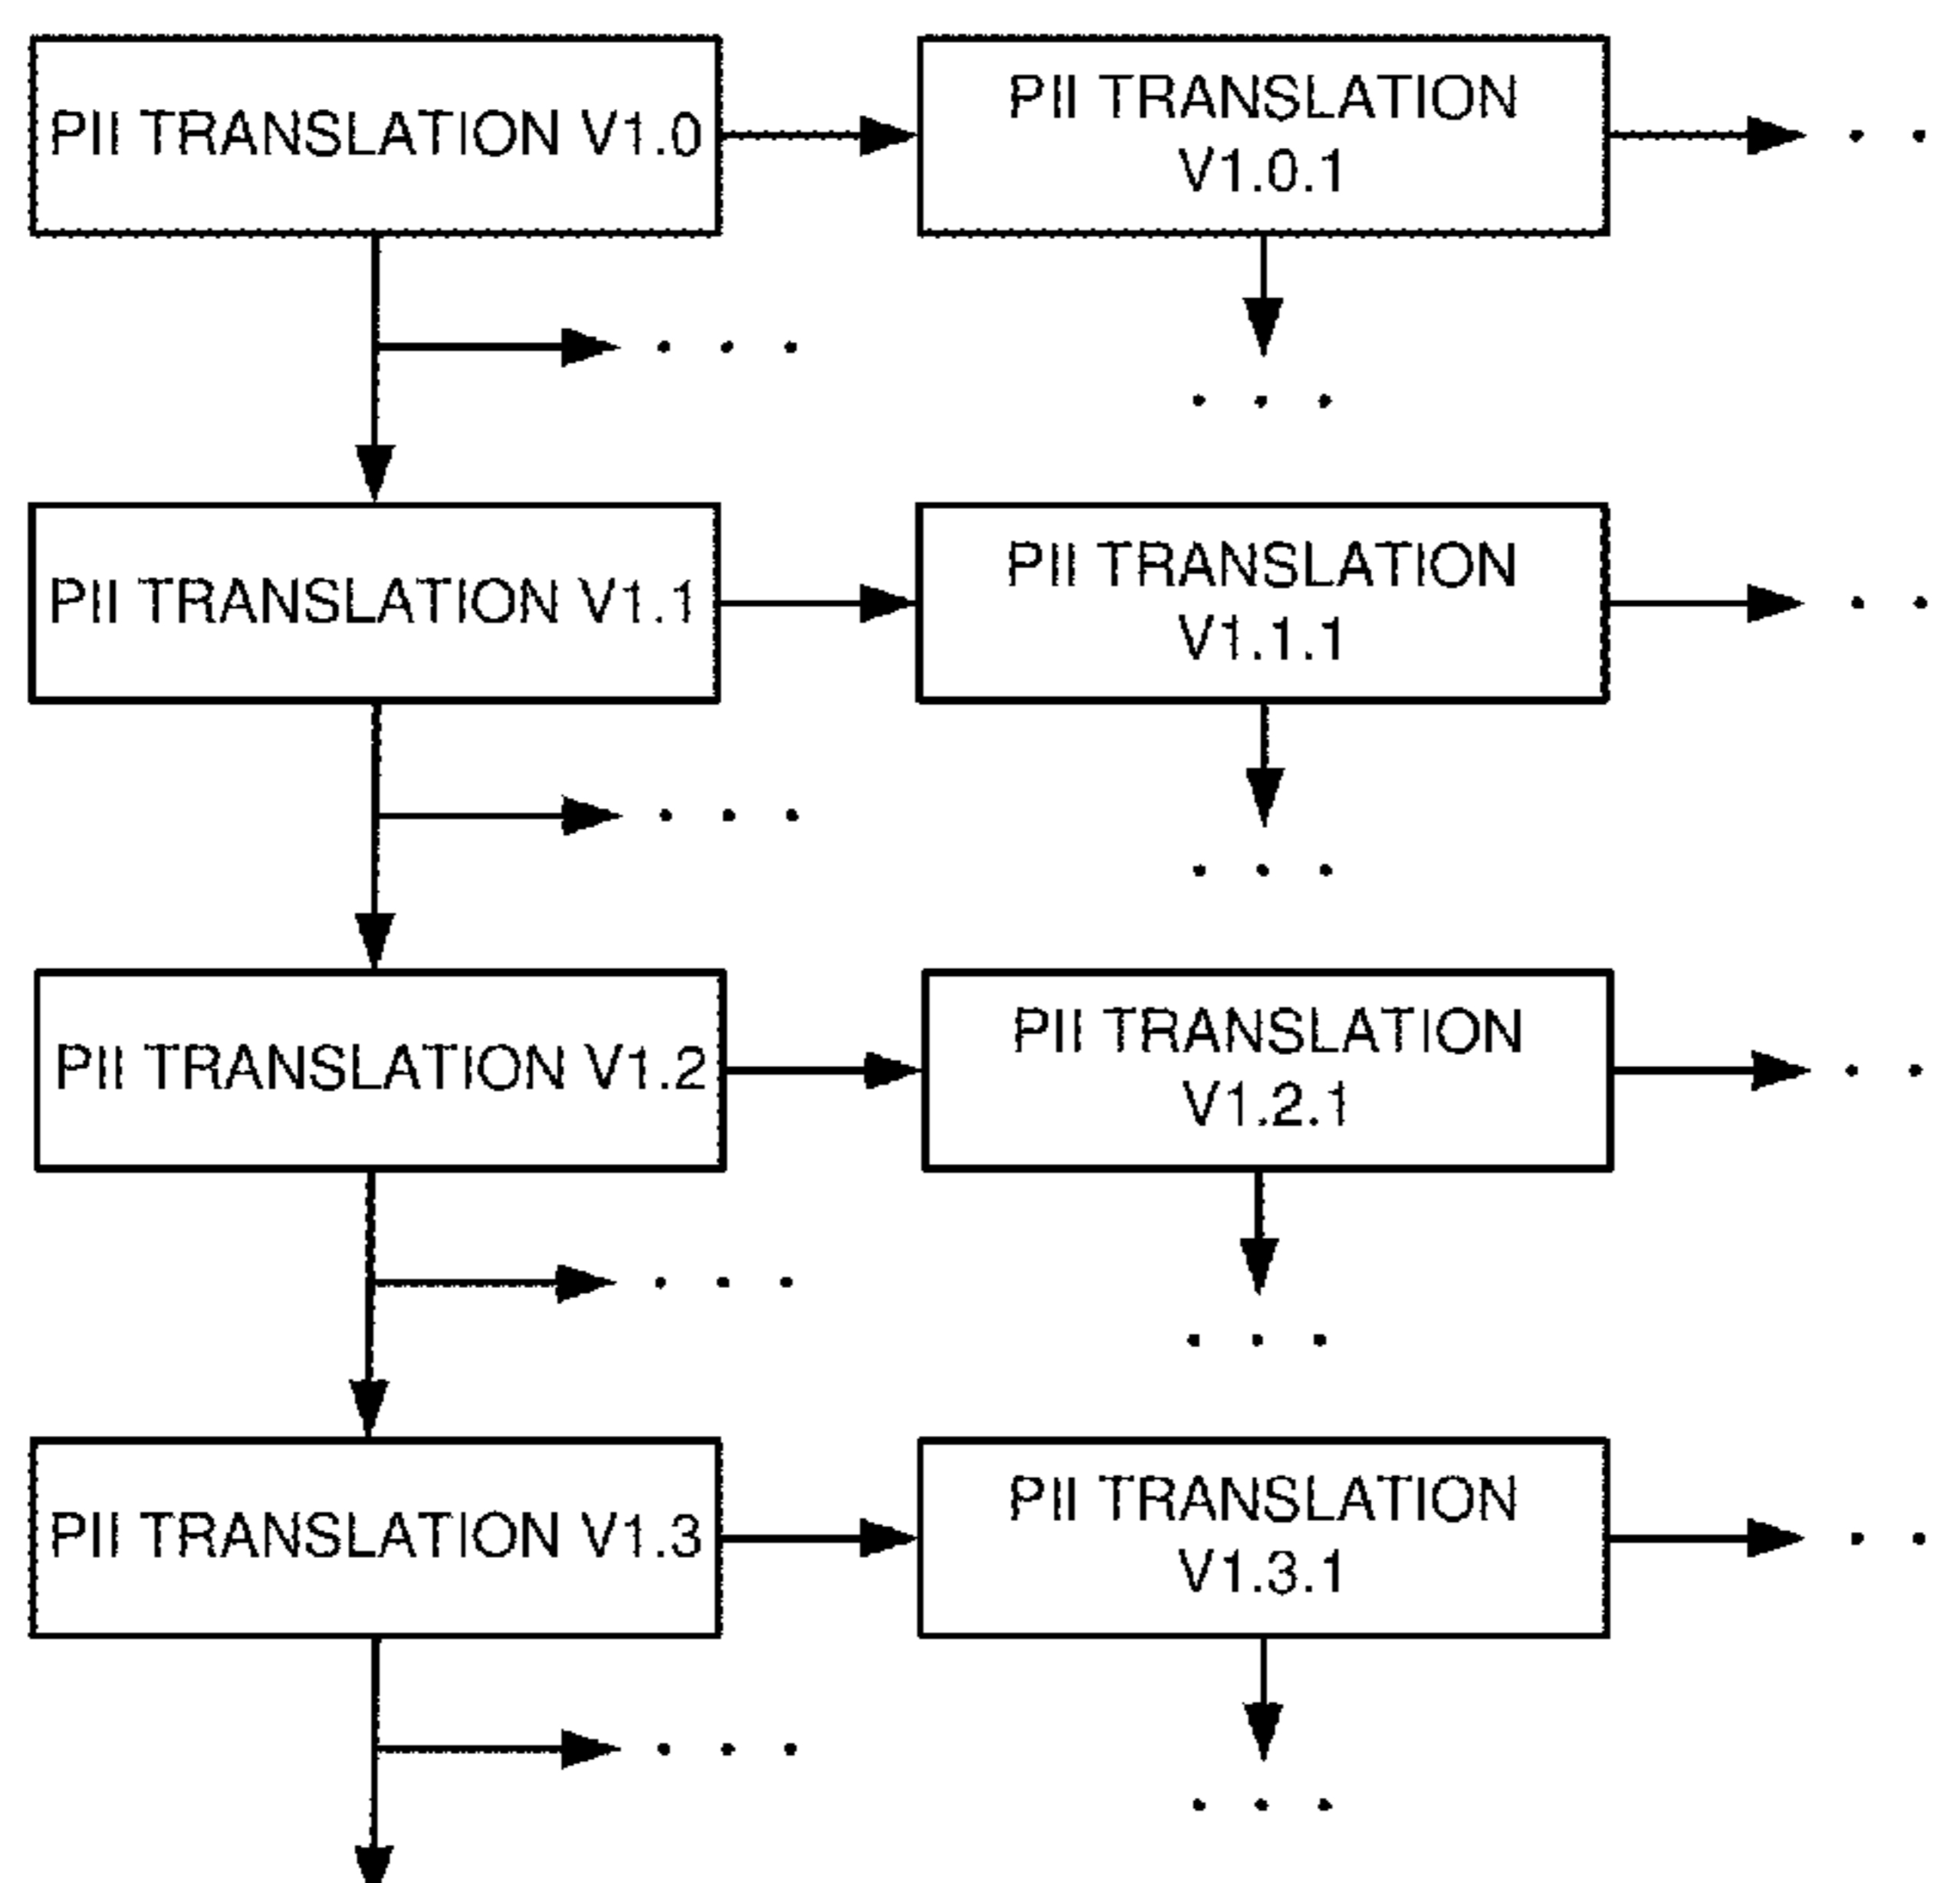 PII TRANSLATION V1.0
PII TRANSLATION
V1.0.1
PII TRANSLATION V1.1
PII TRANSLATION
V1.1.1
PII TRANSLATION V1.2
PII TRANSLATION
V1.2.1
PII TRANSLATION V1.3
PII TRANSLATION
V1.3.1